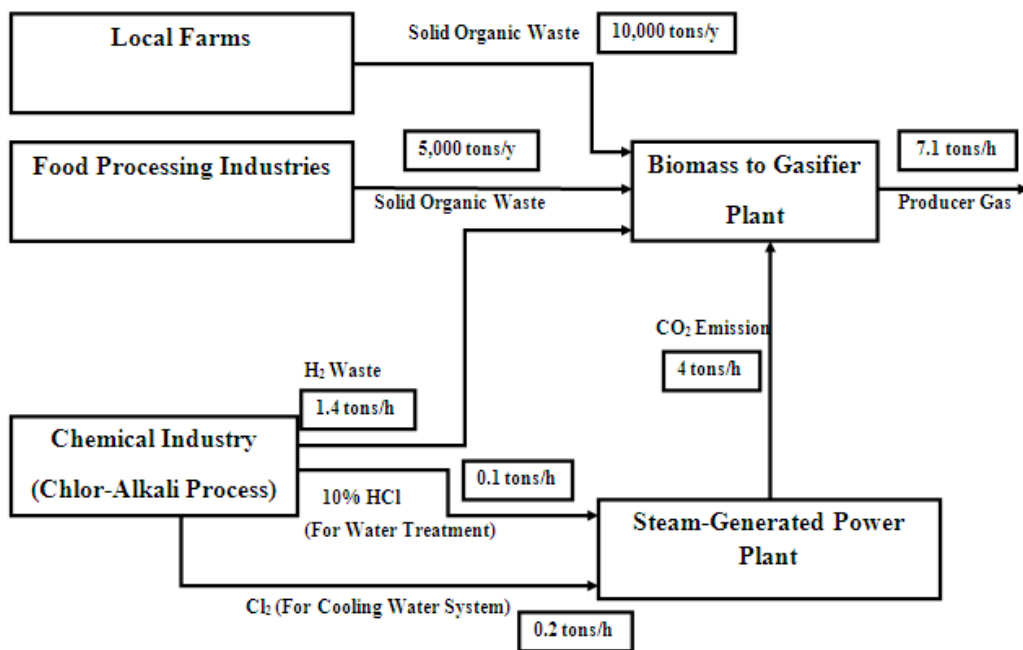 Local Farms
Solid Organic Waste
10,000 tons/y
Food Processing Industries
5,000 tons/y
Solid Organic Waste
Biomass to Gasifier
Plant
7.1 tons/h
Producer Gas
CO₂ Emission
4 tons/h
H₂ Waste
1.4 tons/h
Chemical Industry
(Chlor-Alkali Process)
10% HCl
(For Water Treatment)
0.1 tons/h
Steam-Generated Power
Plant
Cl₂ (For Cooling Water System)
0.2 tons/h